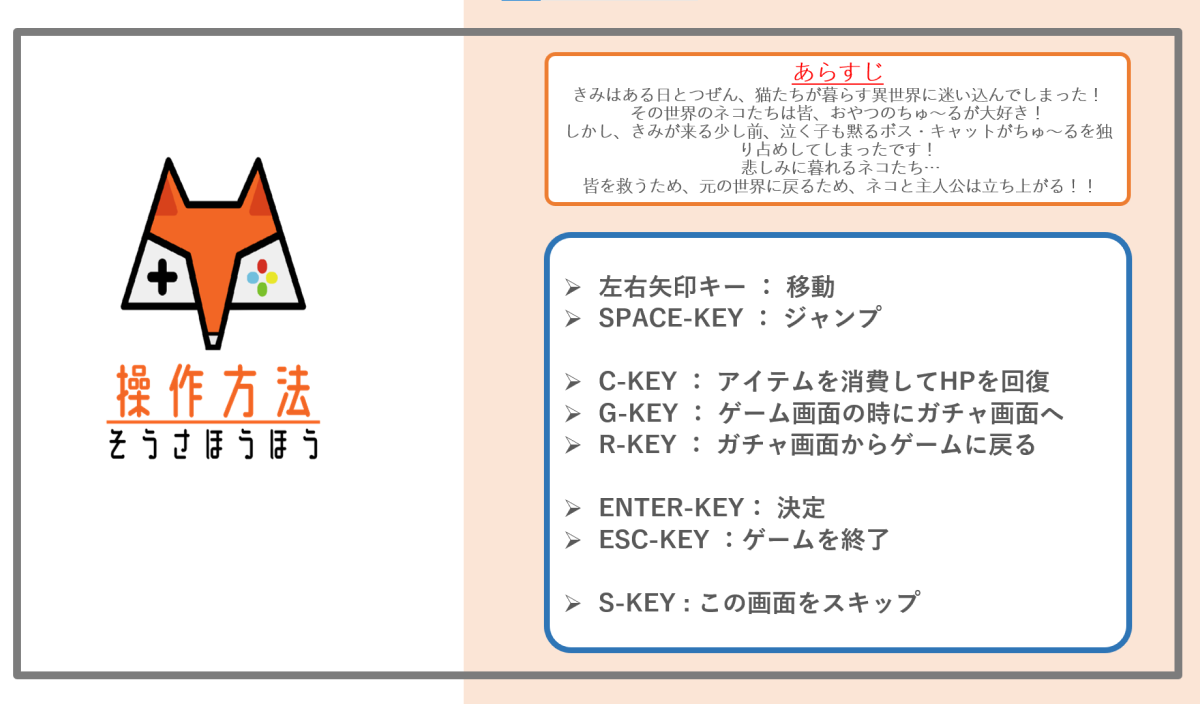 操作方法
そうさほうほう
あらすじ
きみはある日とつぜん、猫たちが暮らす異世界に迷い込んでしまった！
その世界のネコたちは皆、おやつのちゅ～るが大好き！
しかし、きみが来る少し前、泣く子も黙るボス・キャットがちゅ～るを独
り占めしてしまったです！
悲しみに暮れるネコたち…
皆を救うため、元の世界に戻るため、ネコと主人公は立ち上がる！！
➢ 左右矢印キー ： 移動
➢ SPACE-KEY ： ジャンプ
➢ C-KEY ： アイテムを消費してHPを回復
➢ G-KEY ： ゲーム画面の時にガチャ画面へ
➢ R-KEY ： ガチャ画面からゲームに戻る
➢ ENTER-KEY： 決定
➢ ESC-KEY ：ゲームを終了
➢ S-KEY : この画面をスキップ